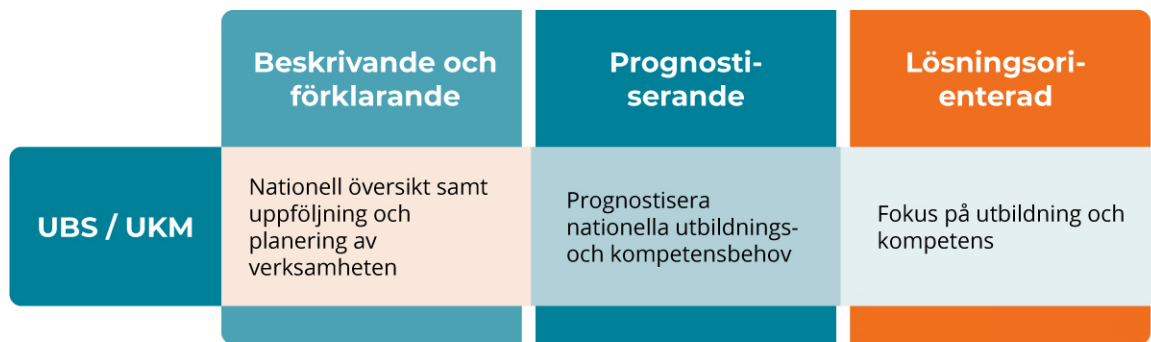 Beskrivande och
förklarande
Prognosti-
serande
Lösningsori-
enterad
UBS / UKM
Nationell översikt samt
uppföljning och
planering av
verksamheten
Prognostisera
nationella utbildnings-
och kompetensbehov
Fokus på utbildning och
kompetens